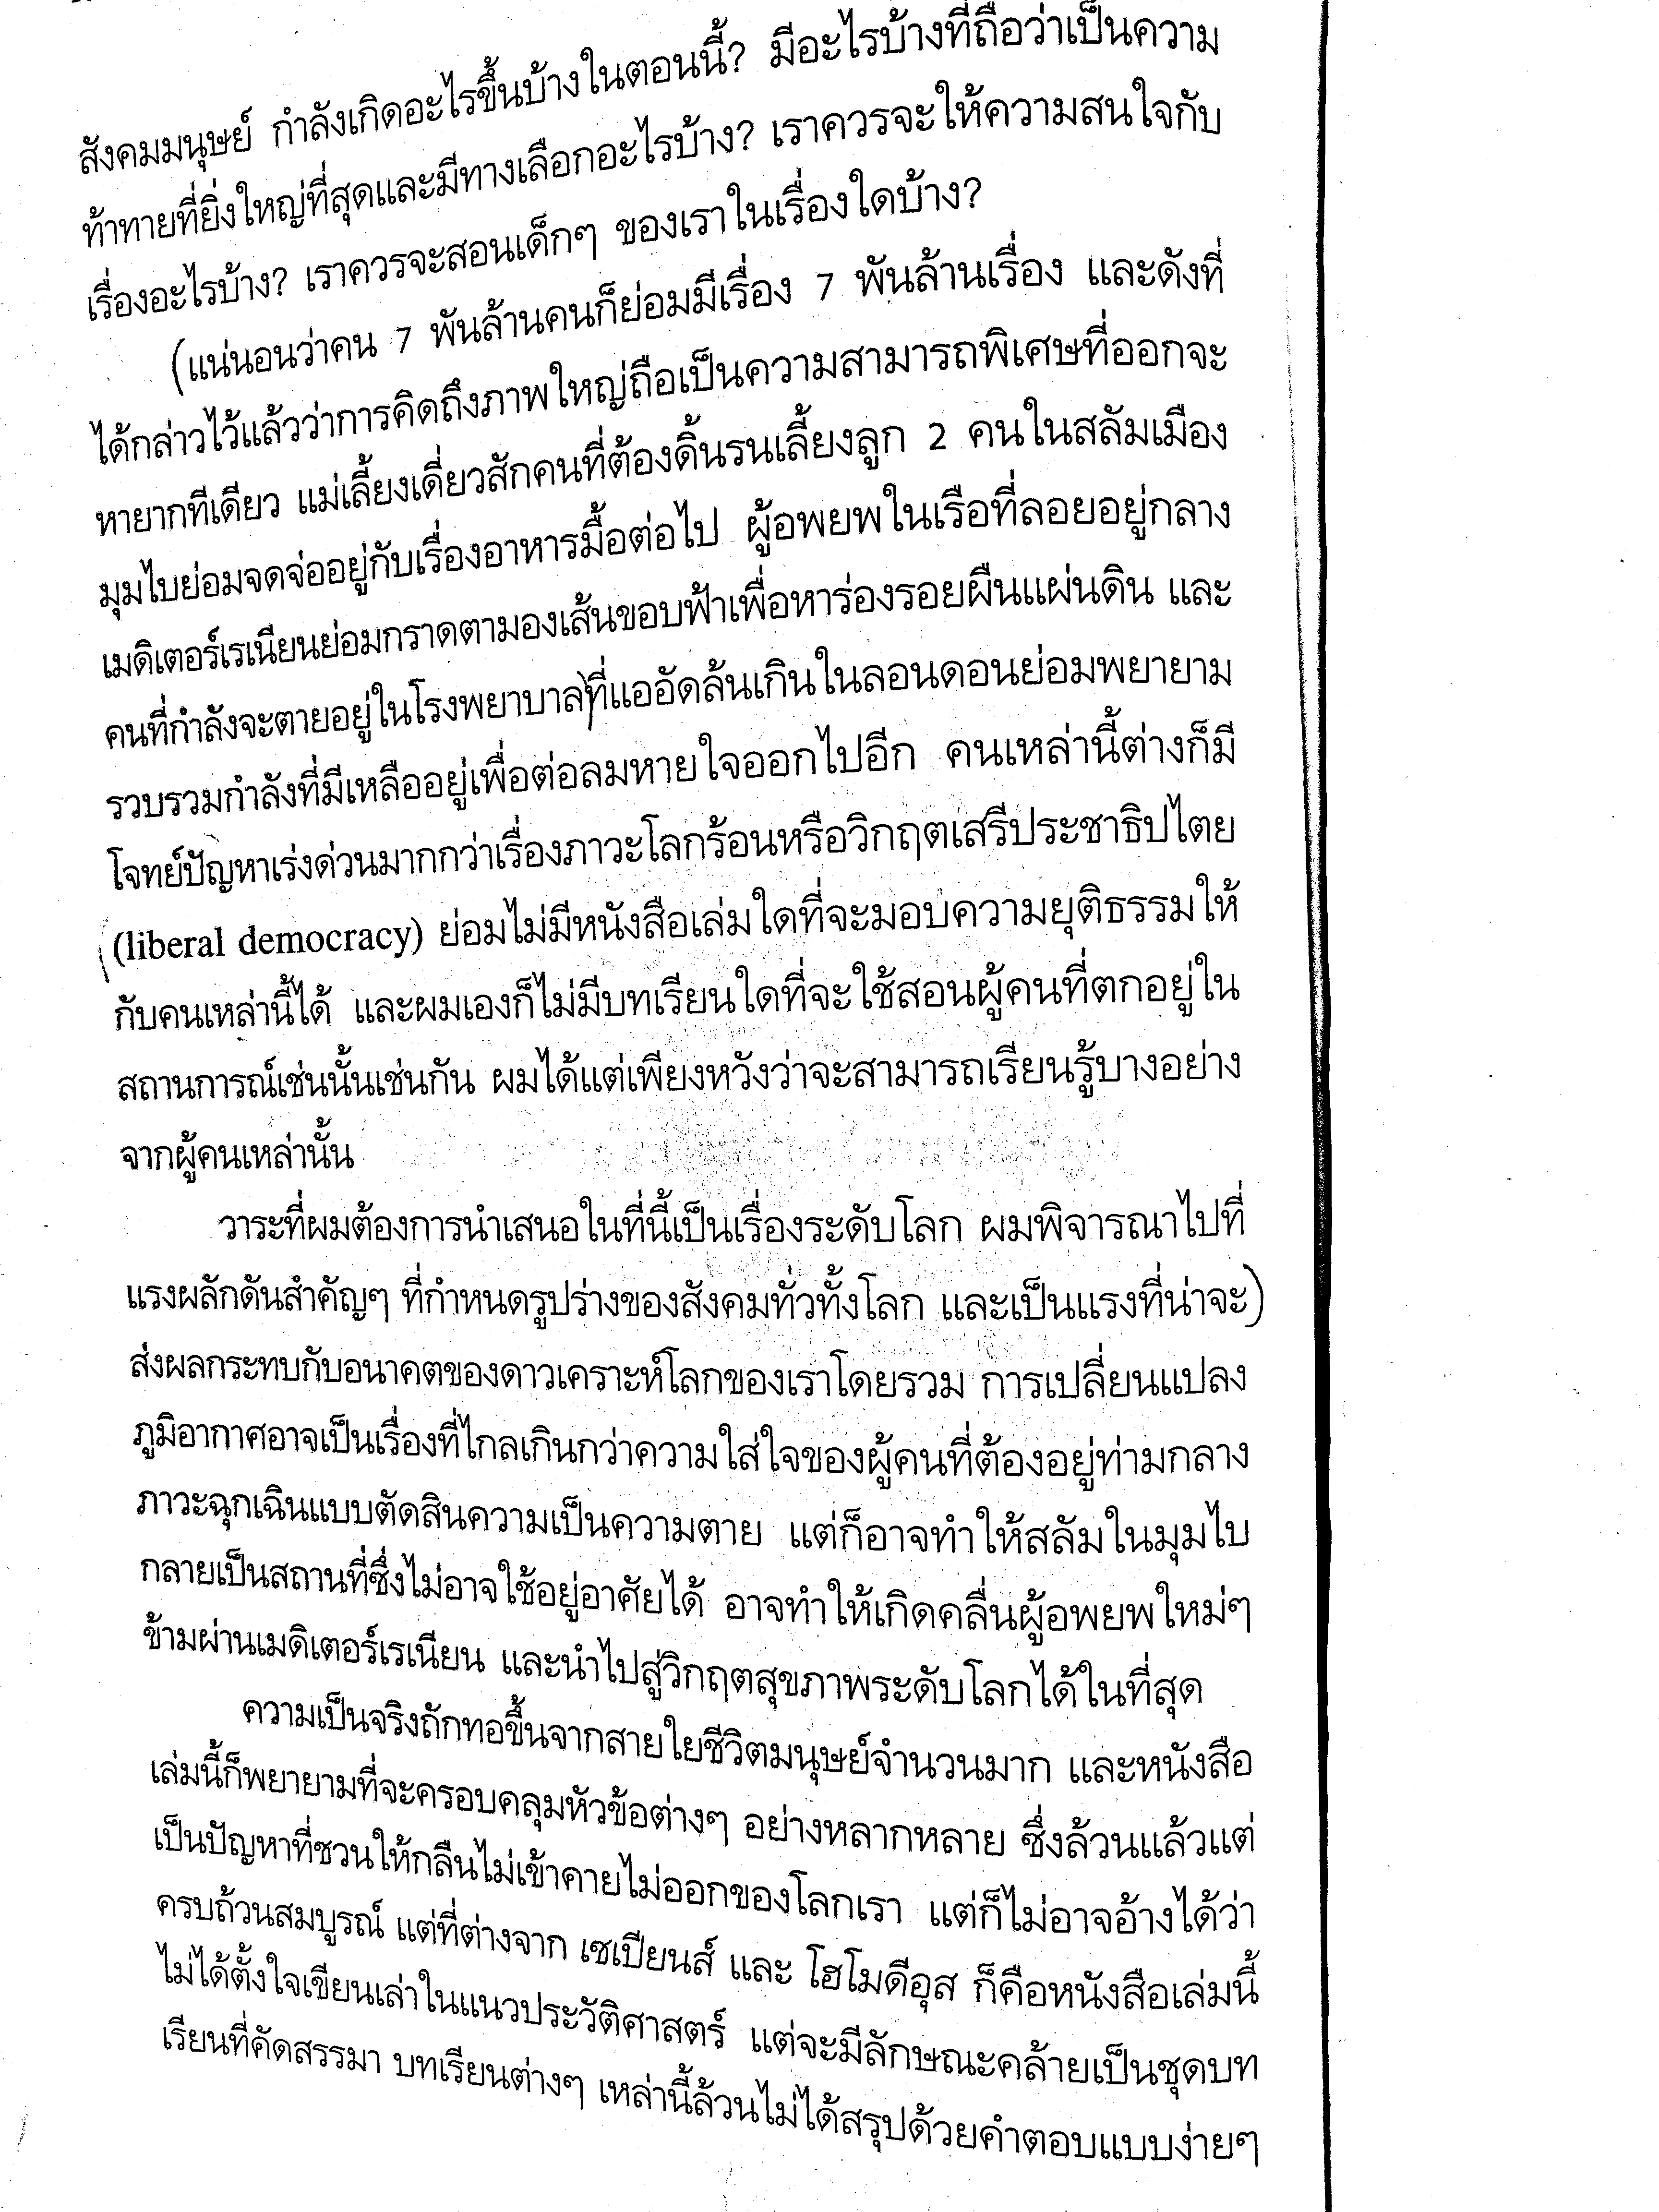 สังคมมนุษย์ กำลังเกิดอะไรขึ้นบ้างในตอนนี้? มีอะไรบ้างที่ถือว่าเป็นความ
ท้าทายที่ยิ่งใหญ่ที่สุดและมีทางเลือกอะไรบ้าง? เราควรจะให้ความสนใจกับ
เรื่องอะไรบ้าง? เราควรจะสอนเด็กๆ ของเราในเรื่องใดบ้าง?
(แน่นอนว่าคน 7 พันล้านคนก็ย่อมมีเรื่อง 7 พันล้านเรื่อง และดังที่
ได้กล่าวไว้แล้วว่าการคิดถึงภาพใหญ่ถือเป็นความสามารถพิเศษที่ออกจะ
หายากทีเดียว แม่เลี้ยงเดี่ยวสักคนที่ต้องดิ้นรนเลี้ยงลูก 2 คนในสลัมเมือง
มุมไบย่อมจดจ่ออยู่กับเรื่องอาหารมื้อต่อไป ผู้อพยพในเรือที่ลอยอยู่กลาง
เมดิเตอร์เรเนียนย่อมกราดตามองเส้นขอบฟ้าเพื่อหาร่องรอยผืนแผ่นดิน และ
คนที่กำลังจะตายอยู่ในโรงพยาบาลที่แออัดล้นเกินในลอนดอนย่อมพยายาม
รวบรวมกำลังที่มีเหลืออยู่เพื่อต่อลมหายใจออกไปอีก คนเหล่านี้ต่างก็มี
โจทย์ปัญหาเร่งด่วนมากกว่าเรื่องภาวะโลกร้อนหรือวิกฤตเสรีประชาธิปไตย
(liberal democracy) ย่อมไม่มีหนังสือเล่มใดที่จะมอบความยุติธรรมให้
กับคนเหล่านี้ได้ และผมเองก็ไม่มีบทเรียนใดที่จะใช้สอนผู้คนที่ตกอยู่ใน
สถานการณ์เช่นนั้นเช่นกัน ผมได้แต่เพียงหวังว่าจะสามารถเรียนรู้บางอย่าง
จากผู้คนเหล่านั้น
วาระที่ผมต้องการนำเสนอในที่นี้เป็นเรื่องระดับโลก ผมพิจารณาไปที่
แรงผลักดันสำคัญๆ ที่กำหนดรูปร่างของสังคมทั่วทั้งโลก และเป็นแรงที่น่าจะ)
ส่งผลกระทบกับอนาคตของดาวเคราะห์โลกของเราโดยรวม การเปลี่ยนแปลง
ภูมิอากาศอาจเป็นเรื่องที่ไกลเกินกว่าความใส่ใจของผู้คนที่ต้องอยู่ท่ามกลาง
ภาวะฉุกเฉินแบบตัดสินความเป็นความตาย แต่ก็อาจทำให้สลัมในมุมไบ
กลายเป็นสถานที่ซึ่งไม่อาจใช้อยู่อาศัยได้ อาจทำให้เกิดคลื่นผู้อพยพใหม่ๆ
ข้ามผ่านเมดิเตอร์เรเนียน และนำไปสู่วิกฤตสุขภาพระดับโลกได้ในที่สุด
ความเป็นจริงถักทอขึ้นจากสายใยชีวิตมนุษย์จำนวนมาก และหนังสือ
เล่มนี้ก็พยายามที่จะครอบคลุมหัวข้อต่างๆ อย่างหลากหลาย ซึ่งล้วนแล้วแต่
เป็นปัญหาที่ชวนให้กลืนไม่เข้าคายไม่ออกของโลกเรา แต่ก็ไม่อาจอ้างได้ว่า
ครบถ้วนสมบูรณ์ แต่ที่ต่างจาก เซเปียนส์ และ โฮโมดีอุส ก็คือหนังสือเล่มนี้
ไม่ได้ตั้งใจเขียนเล่าในแนวประวัติศาสตร์ แต่จะมีลักษณะคล้ายเป็นชุดบท
เรียนที่คัดสรรมา บทเรียนต่างๆ เหล่านี้ล้วนไม่ได้สรุปด้วยคำตอบแบบง่ายๆ